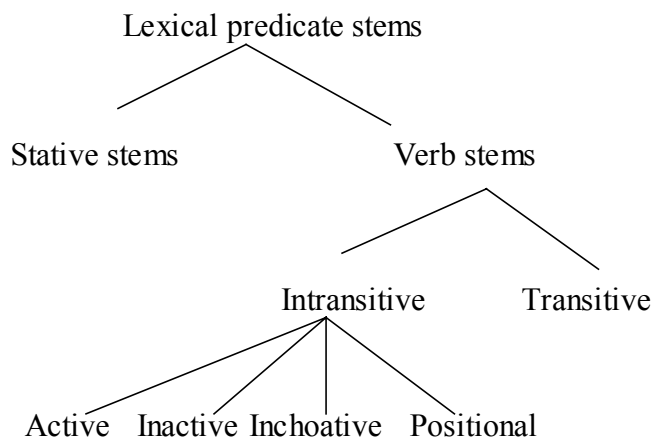 Lexical predicate stems
Stative stems Verb stems
Intransitive Transitive
Active Inactive Inchoative Positional